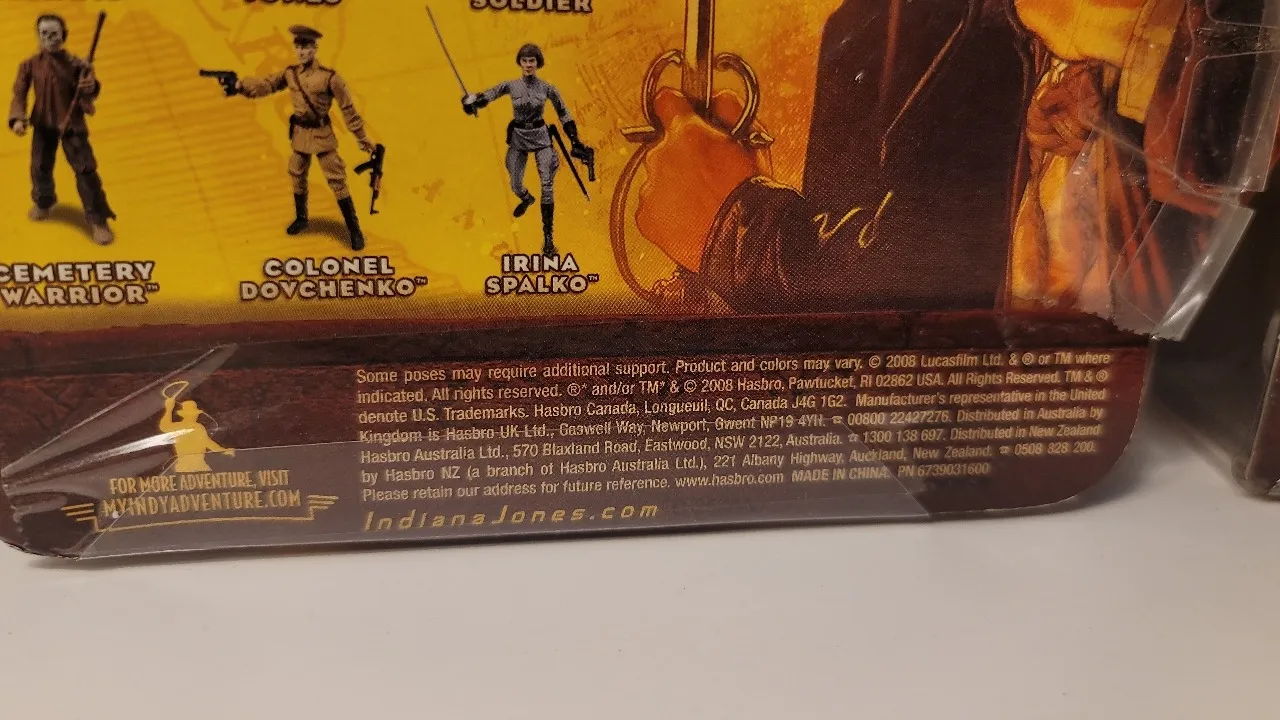 JONES
SOLDIER
CEMETERY
WARRIOR™
COLONEL
DOVCHENKO™
IRINA
SPALKO™
Some poses may require additional support. Product and colors may vary. © 2008 Lucasfilm Ltd. & ® or TM where
indicated. All rights reserved. ®* and/or TM* & © 2008 Hasbro, Pawtucket, RI 02862 USA. All Rights Reserved. TM & ®
denote U.S. Trademarks. Hasbro Canada, Longueuil, QC, Canada J4G 1G2. Manufacturer's representative in the United
Kingdom is Hasbro UK Ltd., Caswell Way, Newport, Gwent NP19 4YH. ☎ 00800 22427276. Distributed in Australia by
Hasbro Australia Ltd., 570 Blaxland Road, Eastwood, NSW 2122, Australia. ☎ 1300 138 697. Distributed in New Zealand
by Hasbro NZ (a branch of Hasbro Australia Ltd.), 221 Albany Highway, Auckland, New Zealand. ☎ 0508 828 200.
Please retain our address for future reference. www.hasbro.com MADE IN CHINA. PN 6739031600
IndianaJones.com
FOR MORE ADVENTURE, VISIT
MYINDYADVENTURE.COM